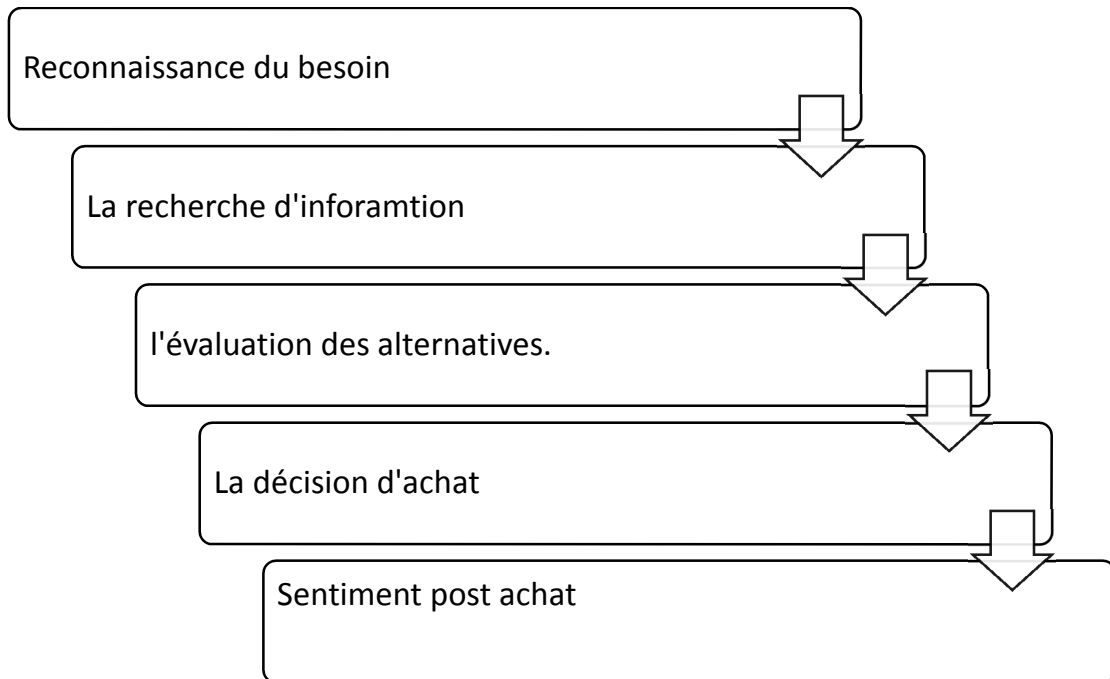 Reconnaissance du besoin
La recherche d'inforamtion
l'évaluation des alternatives.
La décision d'achat
Sentiment post achat